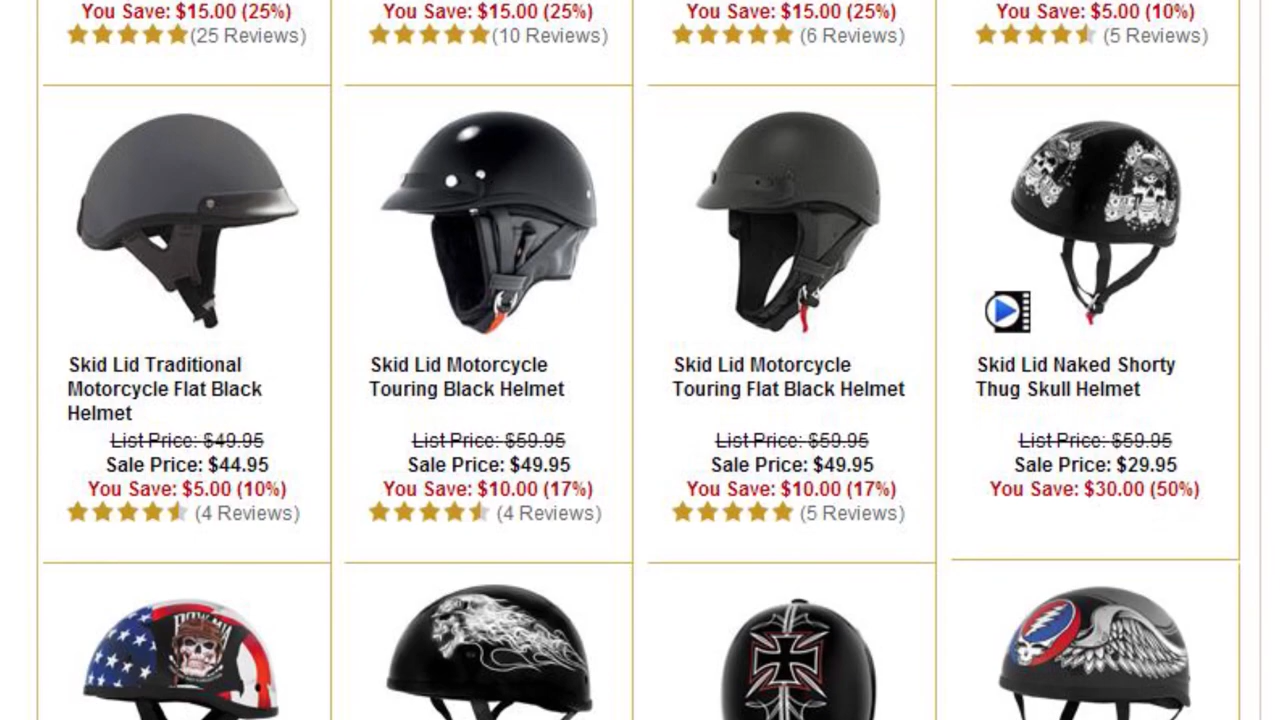 You Save: $15.00 (25%)
(25 Reviews)
You Save: $15.00 (25%)
(10 Reviews)
You Save: $15.00 (25%)
(6 Reviews)
You Save: $5.00 (10%)
(5 Reviews)
Skid Lid Traditional
Motorcycle Flat Black
Helmet
List Price: $49.95
Sale Price: $44.95
You Save: $5.00 (10%)
(4 Reviews)
Skid Lid Motorcycle
Touring Black Helmet
List Price: $59.95
Sale Price: $49.95
You Save: $10.00 (17%)
(4 Reviews)
Skid Lid Motorcycle
Touring Flat Black Helmet
List Price: $59.95
Sale Price: $49.95
You Save: $10.00 (17%)
(5 Reviews)
Skid Lid Naked Shorty
Thug Skull Helmet
List Price: $59.95
Sale Price: $29.95
You Save: $30.00 (50%)
POW MIA